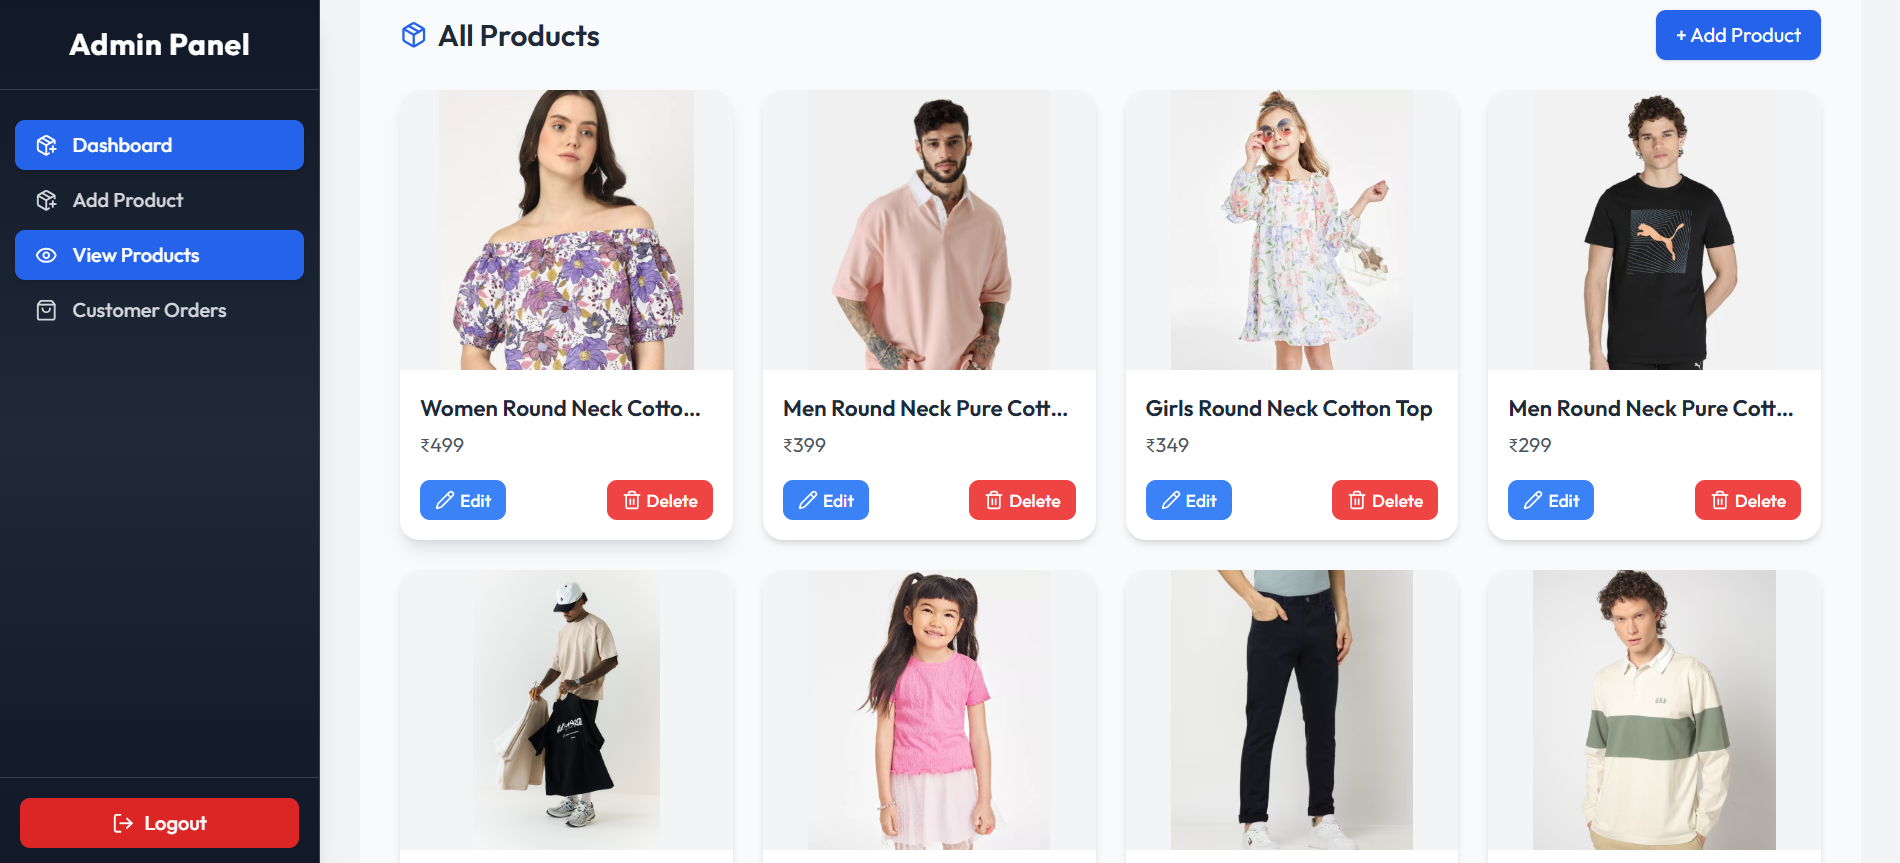 Admin Panel
Dashboard
Add Product
View Products
Customer Orders
Logout
All Products
+ Add Product
Women Round Neck Cotto...
₹499
Edit
Delete
Men Round Neck Pure Cott...
₹399
Edit
Delete
Girls Round Neck Cotton Top
₹349
Edit
Delete
Men Round Neck Pure Cott...
₹299
Edit
Delete